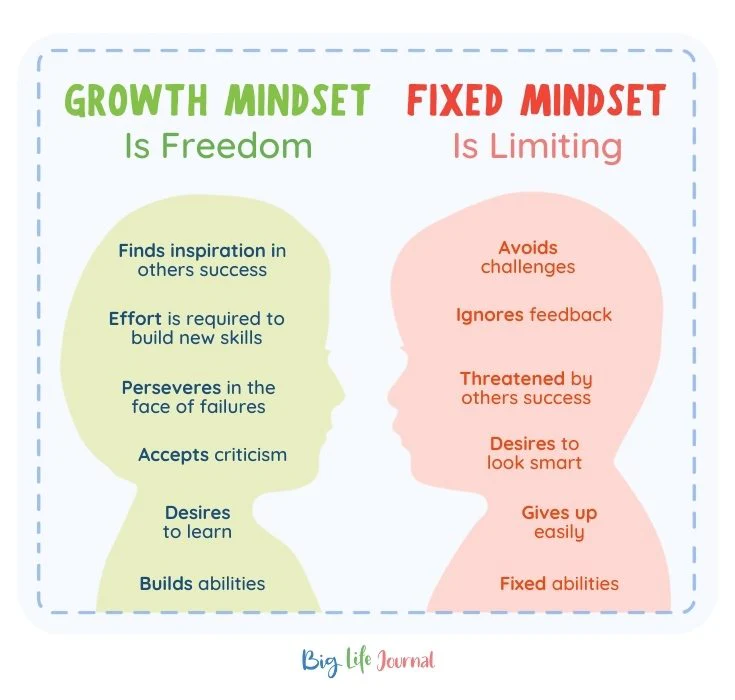 GROWTH MINDSET
Is Freedom
Finds inspiration in
others success
Effort is required to
build new skills
Perseveres in the
face of failures
Accepts criticism
Desires
to learn
Builds abilities
FIXED MINDSET
Is Limiting
Avoids
challenges
Ignores feedback
Threatened by
others success
Desires to
look smart
Gives up
easily
Fixed abilities
Big Life Journal